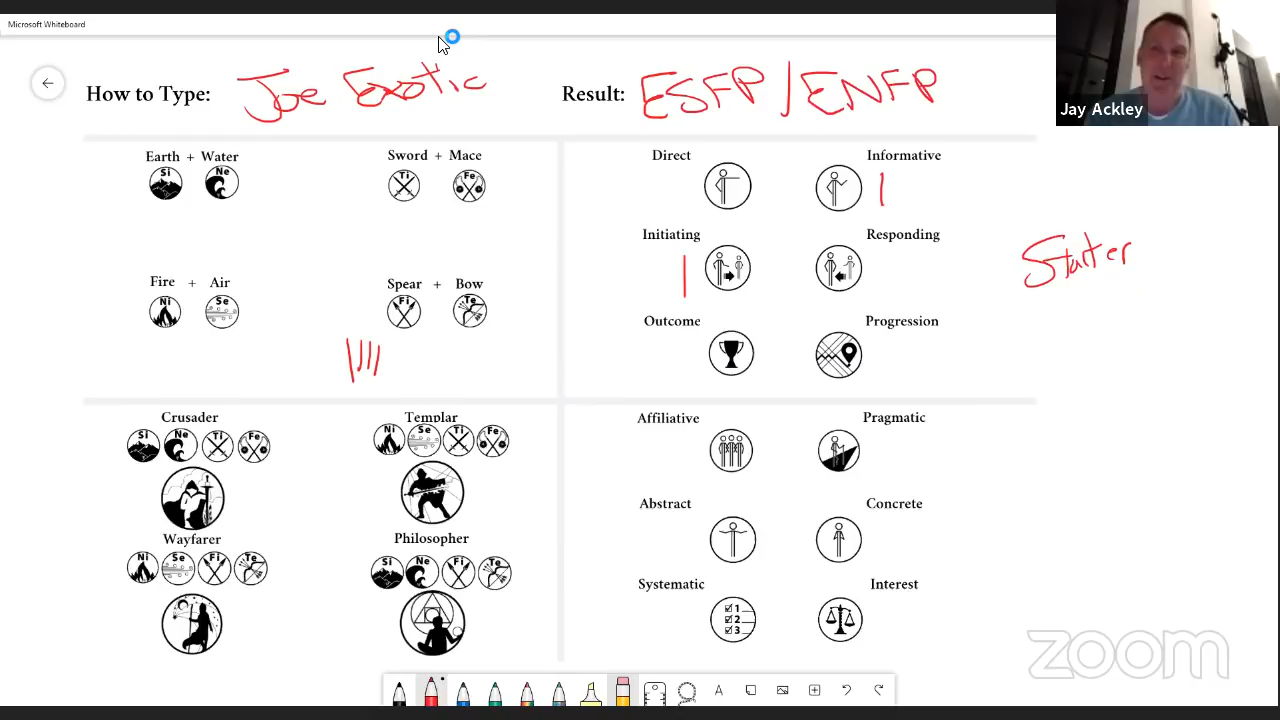 Microsoft Whiteboard
How to Type: Joe Exotic
Result: ESFP / ENFP
Jay Ackley
Earth + Water
Si Ne
Sword + Mace
Ti Fe
Fire + Air
Ni Se
Spear + Bow
Fi Te
Direct Informative
Initiating Responding
Starter
Outcome Progression
Crusader
Si Ne Ti Fe
Templar
Ni Se Ti Fe
Wayfarer
Ni Se Fi Te
Philosopher
Si Ne Fi Te
Affiliative Pragmatic
Abstract Concrete
Systematic Interest
1
2
3
A
zoom